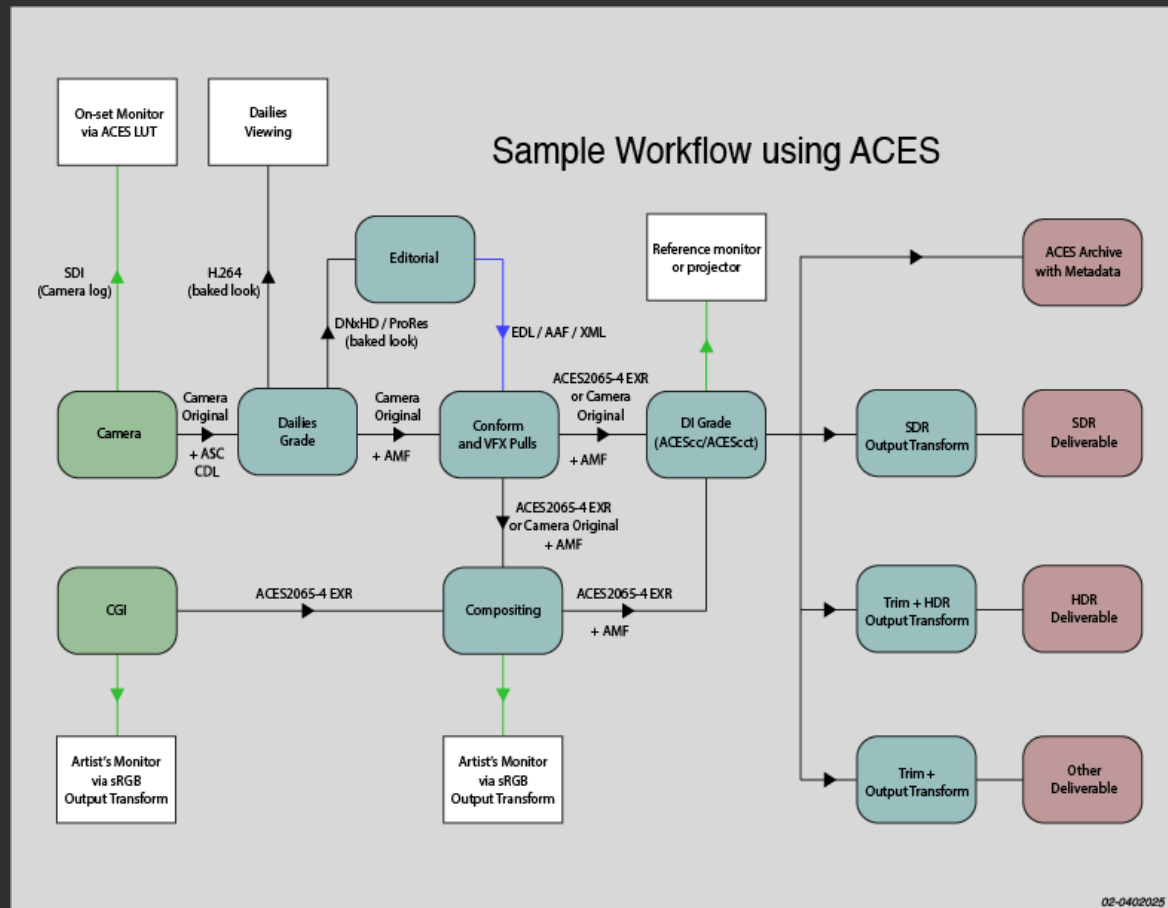 Sample Workflow using ACES
On-set Monitor
via ACES LUT
Dailies
Viewing
Editorial
Reference monitor
or projector
ACES Archive
with Metadata
SDI
(Camera log)
H.264
(baked look)
DNxHD / ProRes
(baked look)
EDL / AAF / XML
Camera
Camera
Original
+ ASC
CDL
Dailies
Grade
Camera
Original
+ AMF
Conform
and VFX Pulls
ACES2065-4 EXR
or Camera
Original
+ AMF
DI Grade
(ACEScc/ACEScct)
SDR
Output Transform
SDR
Deliverable
ACES2065-4 EXR
or Camera Original
+ AMF
CGI
ACES2065-4 EXR
Compositing
ACES2065-4 EXR
+ AMF
Trim + HDR
Output Transform
HDR
Deliverable
Artist's Monitor
via sRGB
Output Transform
Artist's Monitor
via sRGB
Output Transform
Trim +
Output Transform
Other
Deliverable
02-0402025